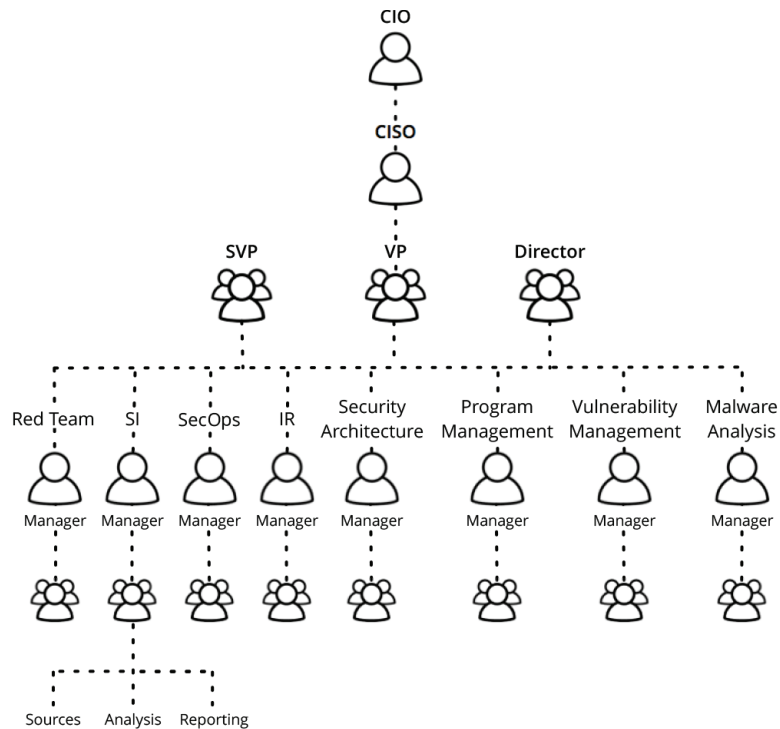 CIO
CISO
SVP
VP
Director
Red Team
SI
SecOps
IR
Security
Architecture
Program
Management
Vulnerability
Management
Malware
Analysis
Manager
Manager
Manager
Manager
Manager
Manager
Manager
Manager
Sources
Analysis
Reporting